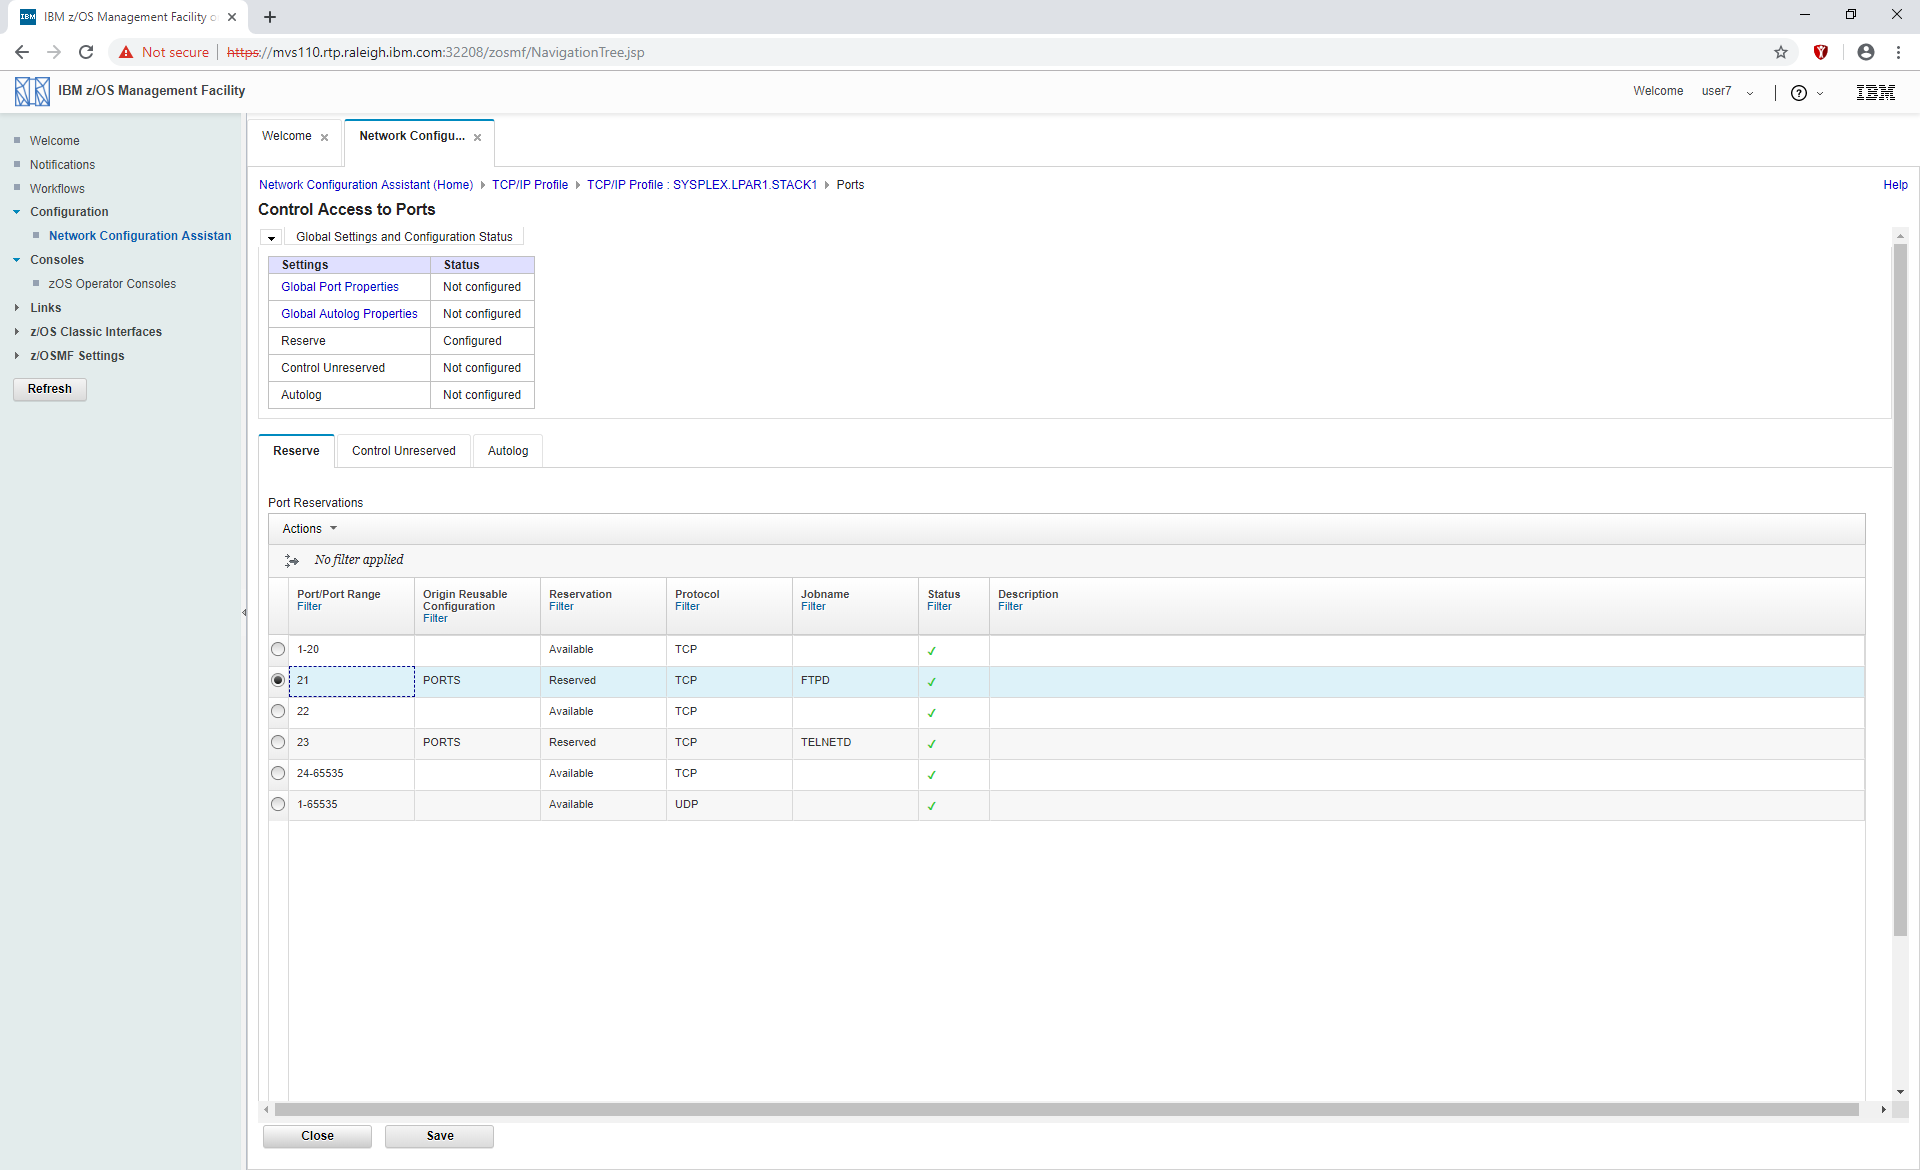 IBM IBM z/OS Management Facility o
Not secure https://mvs110.rtp.raleigh.ibm.com:32208/zosmf/NavigationTree.jsp
IBM z/OS Management Facility
Welcome user7 IBM
Welcome
Notifications
Workflows
Configuration
Network Configuration Assistan
Consoles
zOS Operator Consoles
Links
z/OS Classic Interfaces
z/OSMF Settings
Refresh
Welcome
Network Configu...
Network Configuration Assistant (Home) TCP/IP Profile TCP/IP Profile : SYSPLEX.LPAR1.STACK1 Ports
Help
Control Access to Ports
Global Settings and Configuration Status
Settings Status
Global Port Properties Not configured
Global Autolog Properties Not configured
Reserve Configured
Control Unreserved Not configured
Autolog Not configured
Reserve Control Unreserved Autolog
Port Reservations
Actions
No filter applied
Port/Port Range Origin Reusable Configuration Reservation Protocol Jobname Status Description
Filter Filter Filter Filter Filter Filter Filter
1-20 Available TCP
21 PORTS Reserved TCP FTPD
22 Available TCP
23 PORTS Reserved TCP TELNETD
24-65535 Available TCP
1-65535 Available UDP
Close Save